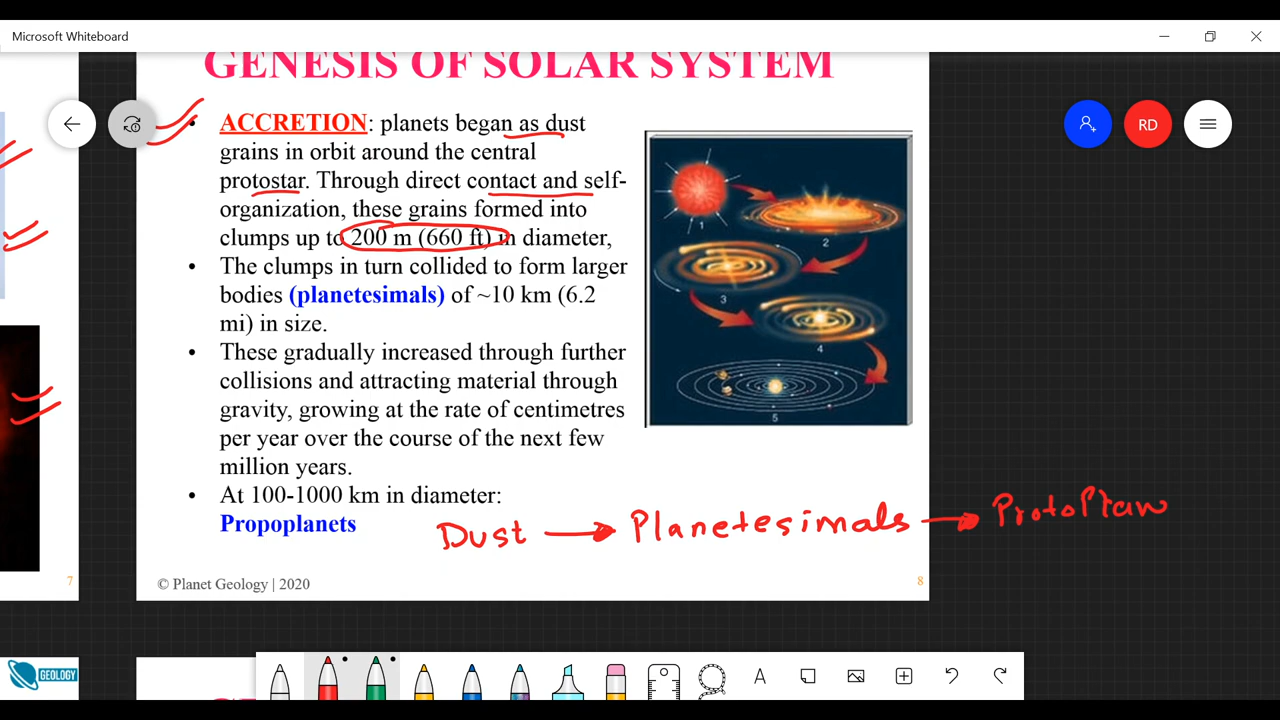 Microsoft Whiteboard
GENESIS OF SOLAR SYSTEM
• ACCRETION: planets began as dust
grains in orbit around the central
protostar. Through direct contact and self-
organization, these grains formed into
clumps up to 200 m (660 ft) in diameter,
• The clumps in turn collided to form larger
bodies (planetesimals) of ~10 km (6.2
mi) in size.
• These gradually increased through further
collisions and attracting material through
gravity, growing at the rate of centimetres
per year over the course of the next few
million years.
• At 100-1000 km in diameter:
Propoplanets
1
2
3
4
5
Dust → Planetesimals → ProtoPlan
© Planet Geology | 2020
7
8
RD
GEOLOGY
A